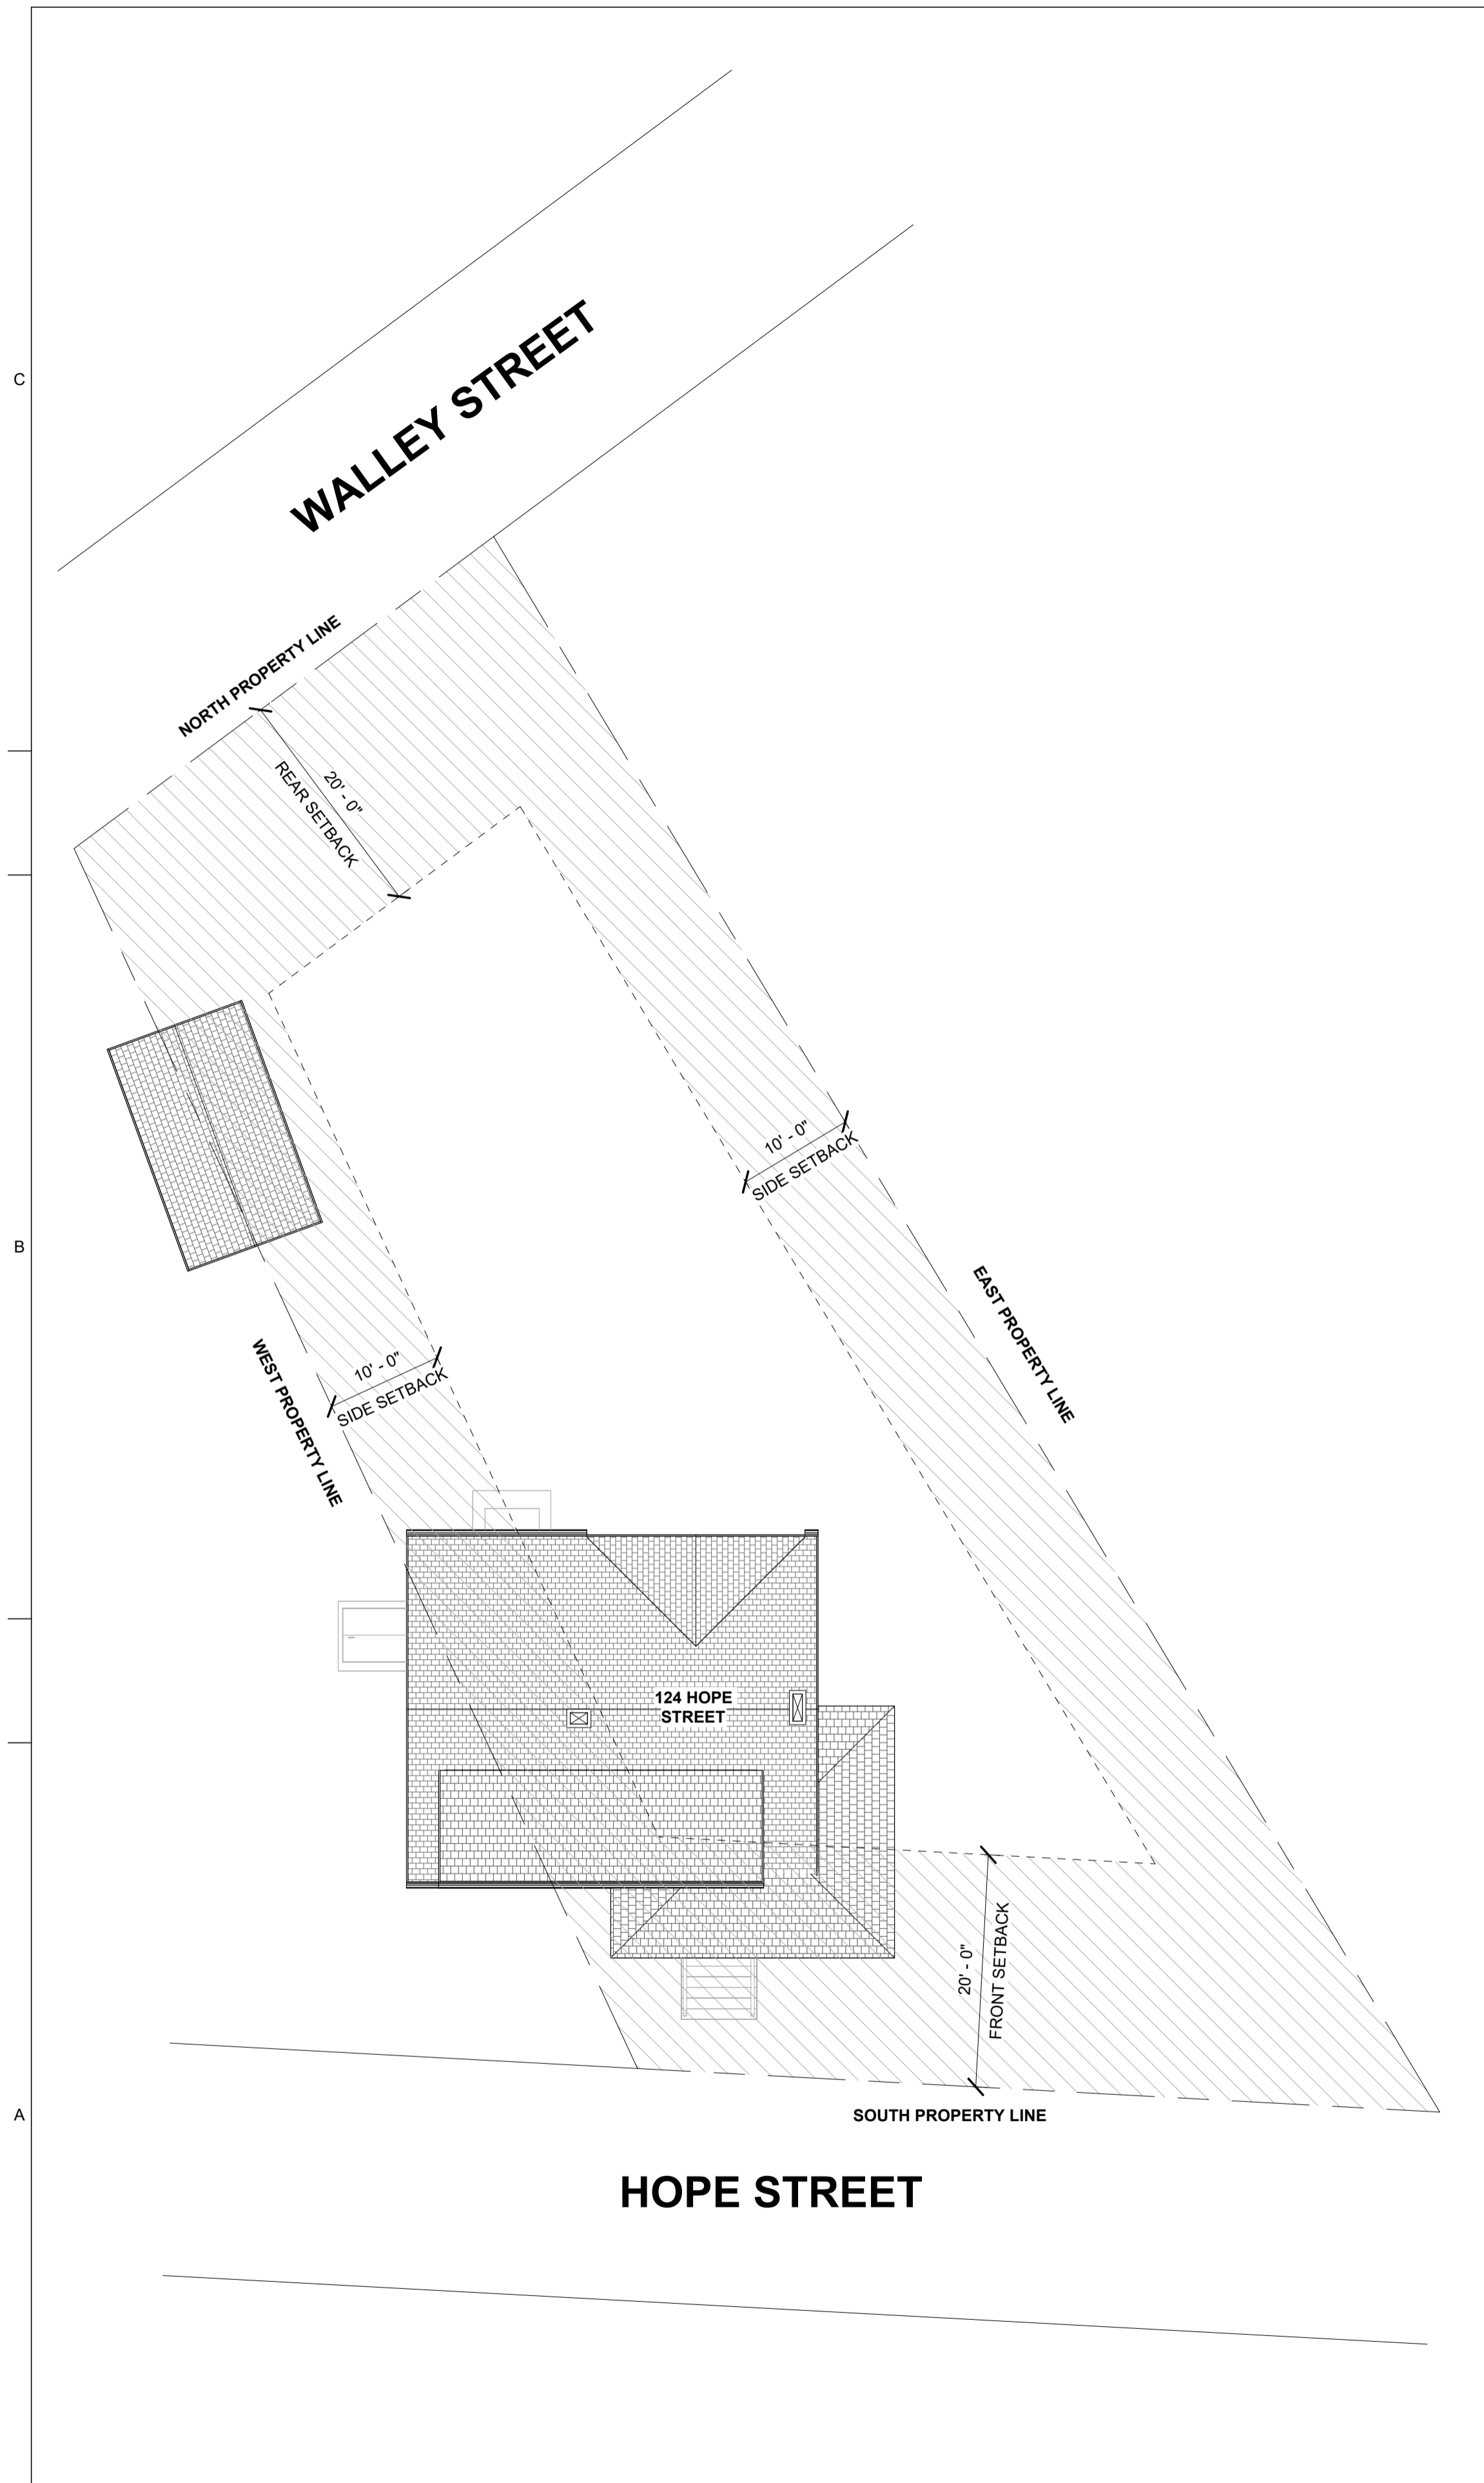 C
WALLEY STREET
NORTH PROPERTY LINE
20' - 0"
REAR SETBACK
10' - 0"
SIDE SETBACK
B
EAST PROPERTY LINE
WEST PROPERTY LINE
10' - 0"
SIDE SETBACK
124 HOPE
STREET
20' - 0"
FRONT SETBACK
A
SOUTH PROPERTY LINE
HOPE STREET